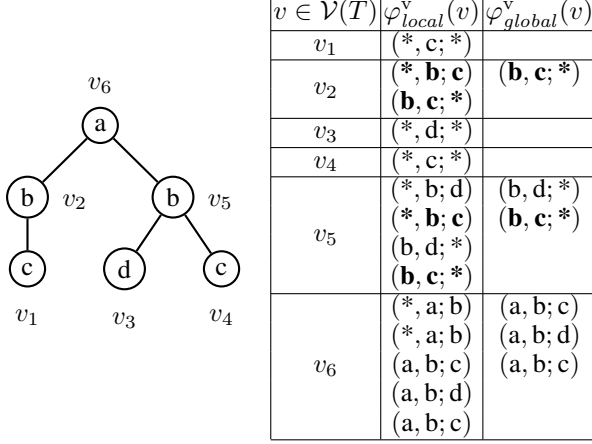 v ∈ V(T) φ^v_local(v) φ^v_global(v)
v1 (*, c; *)
v2 (*, b; c) (b, c; *)
(b, c; *)
v3 (*, d; *)
v4 (*, c; *)
v5 (*, b; d) (b, d; *)
(*, b; c) (b, c; *)
(b, d; *)
(b, c; *)
v6 (*, a; b) (a, b; c)
(*, a; b) (a, b; d)
(a, b; c) (a, b; c)
(a, b; d)
(a, b; c)
v6
a
b v2 b v5
c d c
v1 v3 v4